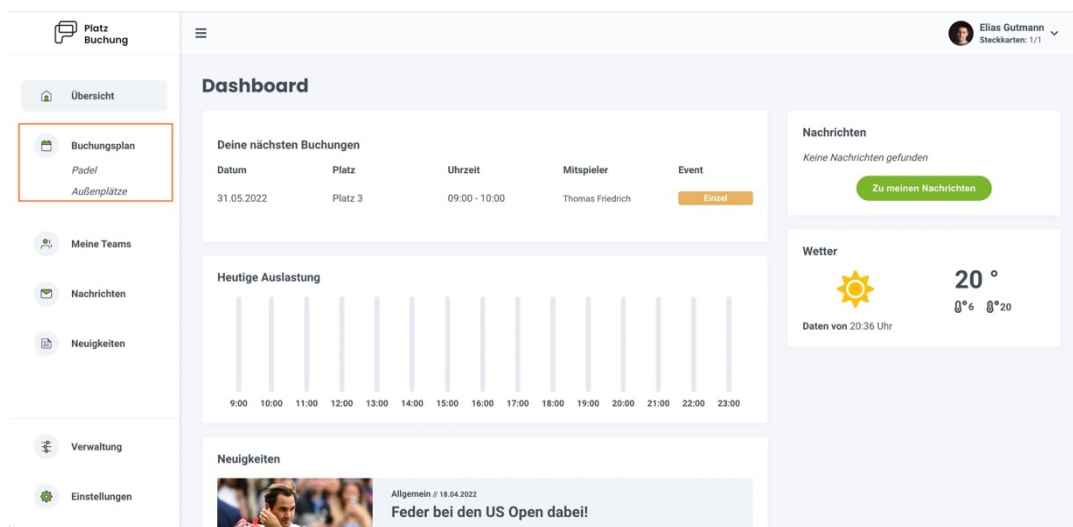 Platz
Buchung
Elias Gutmann
Steckkarten: 1/1
Übersicht
Buchungsplan
Padel
Außenplätze
Meine Teams
Nachrichten
Neuigkeiten
Verwaltung
Einstellungen
Dashboard
Deine nächsten Buchungen
Datum Platz Uhrzeit Mitspieler Event
31.05.2022 Platz 3 09:00 - 10:00 Thomas Friedrich Einzel
Heutige Auslastung
9:00 10:00 11:00 12:00 13:00 14:00 15:00 16:00 17:00 18:00 19:00 20:00 21:00 22:00 23:00
Neuigkeiten
Allgemein // 18.04.2022
Feder bei den US Open dabei!
Nachrichten
Keine Nachrichten gefunden
Zu meinen Nachrichten
Wetter
20 °
°6 °20
Daten von 20:36 Uhr